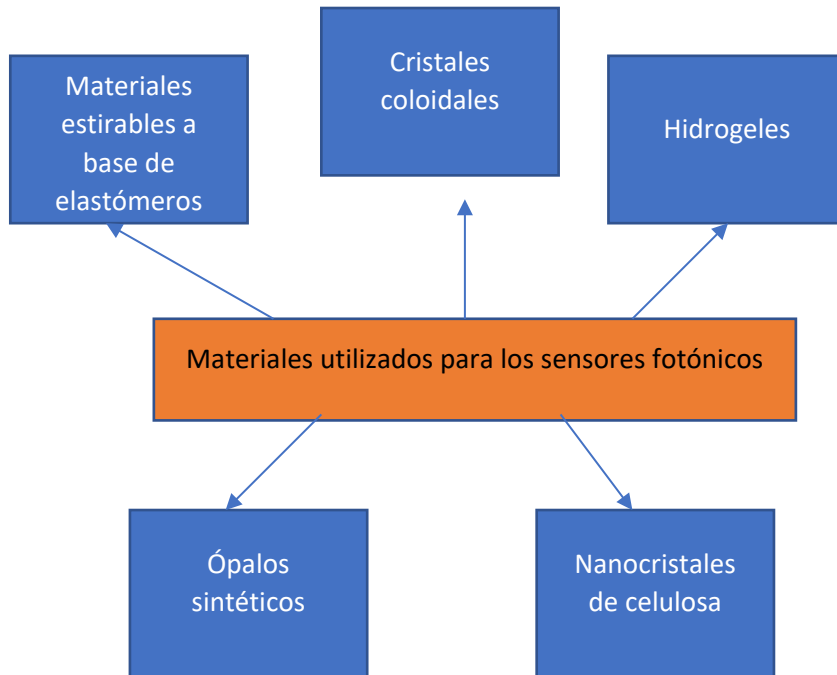 Materiales
estirables a
base de
elastómeros
Cristales
coloidales
Hidrogeles
Materiales utilizados para los sensores fotónicos
Ópalos
sintéticos
Nanocristales
de celulosa